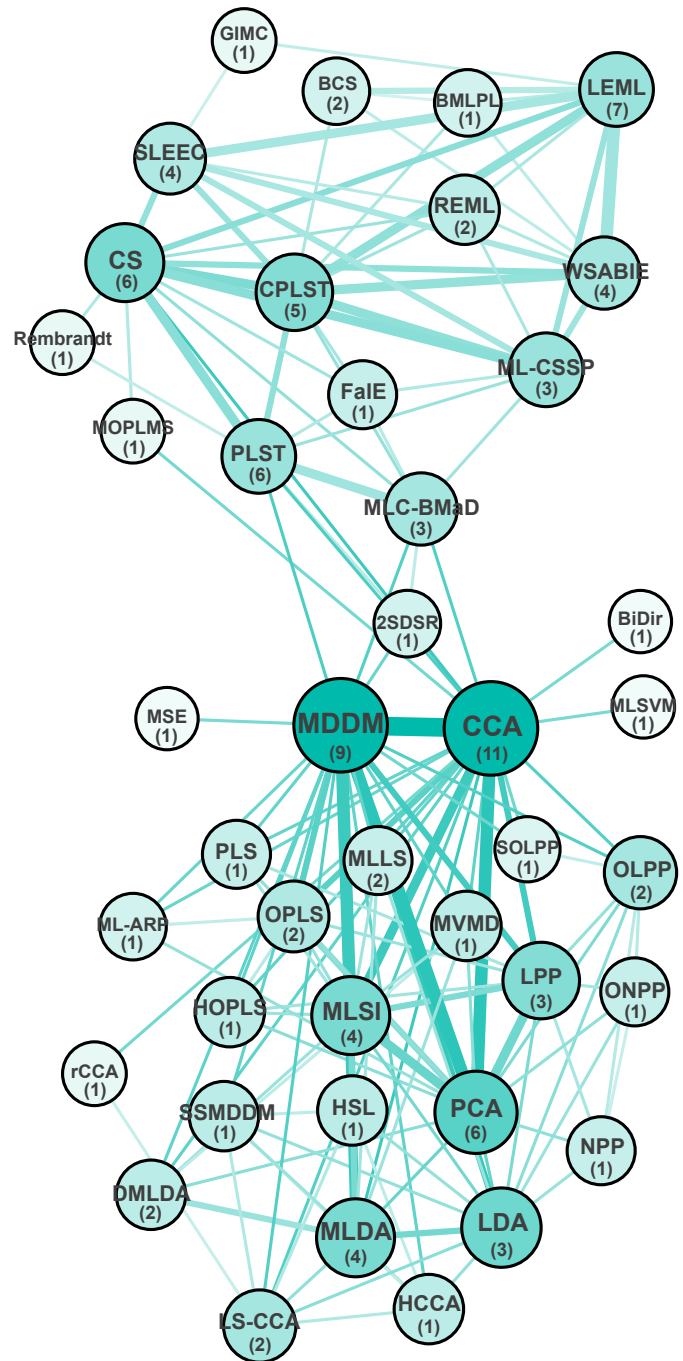 GIMC
(1)
BCS
(2)
BMLPL
(1)
LEML
(7)
SLEEC
(4)
REML
(2)
CS
(6)
CPLST
(5)
WSABIE
(4)
Rembrandt
(1)
ML-CSSP
(3)
FaIE
(1)
MOPLMS
(1)
PLST
(6)
MLC-BMaD
(3)
2SDSR
(1)
BiDir
(1)
MSE
(1)
MDDM
(9)
CCA
(11)
MLSVM
(1)
PLS
(1)
MLLS
(2)
SOLPP
(1)
OLPP
(2)
ML-ARP
(1)
OPLS
(2)
MVMD
(1)
LPP
(3)
ONPP
(1)
HOPLS
(1)
MLSI
(4)
rCCA
(1)
SSMDDM
(1)
HSL
(1)
PCA
(6)
NPP
(1)
DMLDA
(2)
MLDA
(4)
LDA
(3)
LS-CCA
(2)
HCCA
(1)